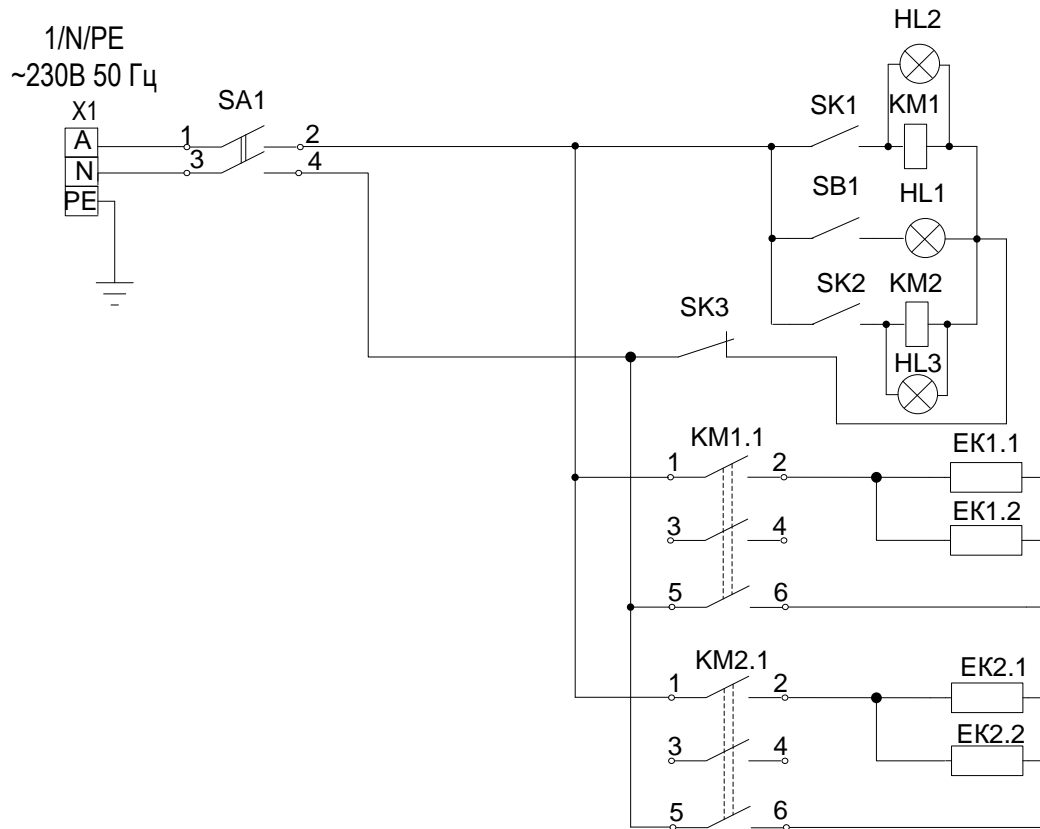 HL2
1/N/PE
~230В 50 Гц
X1
SA1
SK1
KM1
A
1
2
N
3
4
PE
SB1
HL1
SK2
KM2
SK3
HL3
KM1.1
EK1.1
1
2
EK1.2
3
4
5
6
KM2.1
EK2.1
1
2
EK2.2
3
4
5
6